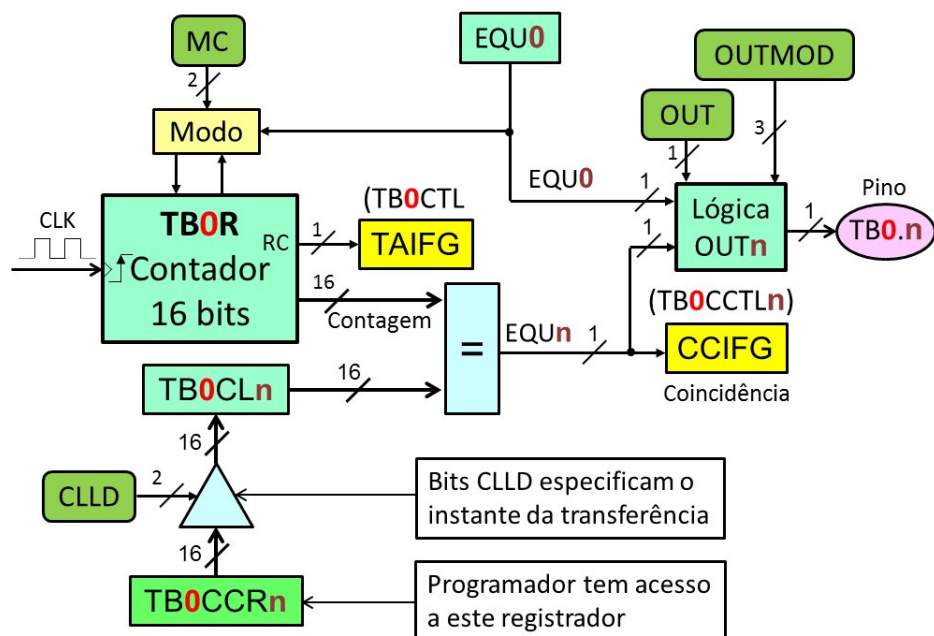 MC
EQU0
OUTMOD
2
Modo
OUT
3
1
EQU0
1
Pino
CLK
TB0R
Contador
16 bits
RC
1
(TB0CTL
TAIFG
Lógica
OUTn
1
TB0.n
16
Contagem
1
=
EQUn
1
(TB0CCTLn)
CCIFG
Coincidência
TB0CLn
16
16
CLLD
2
Bits CLLD especificam o
instante da transferência
16
TB0CCRn
Programador tem acesso
a este registrador